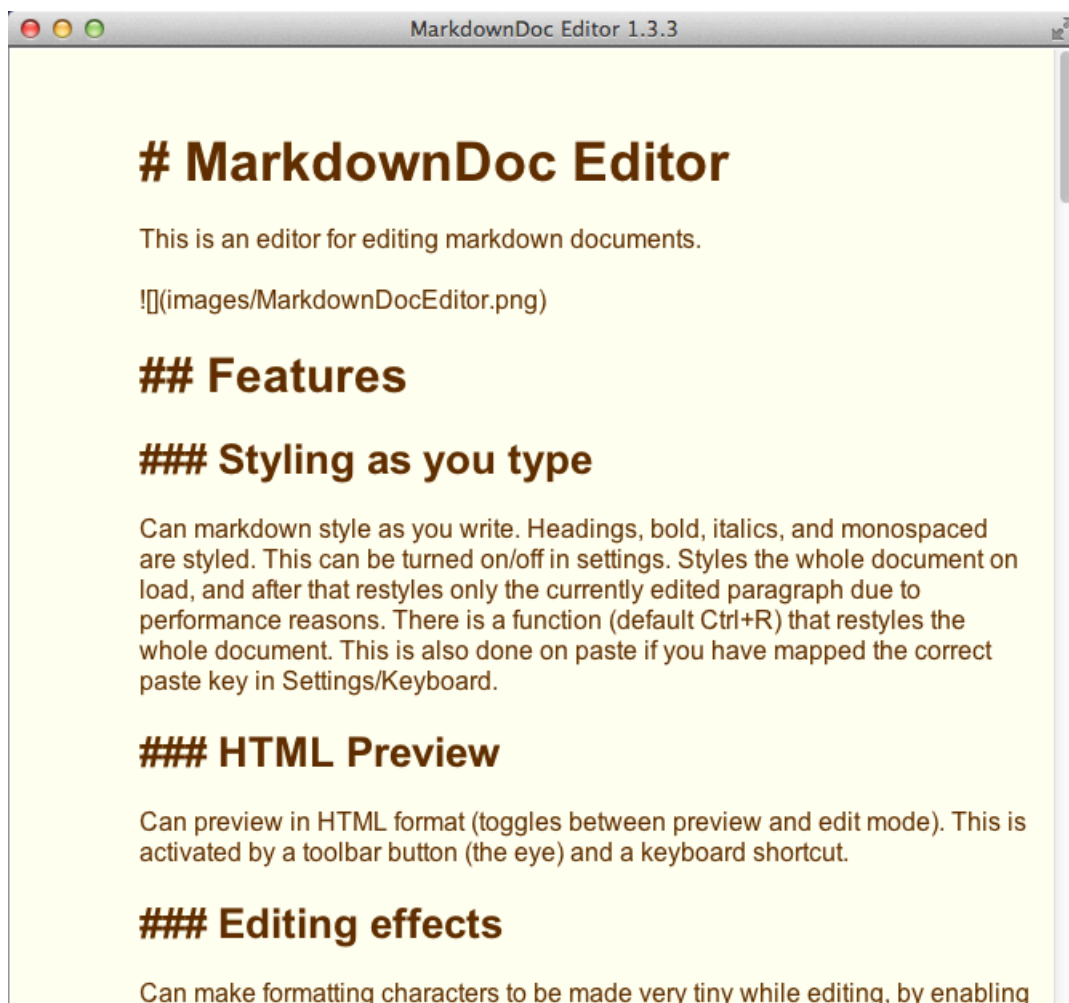 MarkdownDoc Editor 1.3.3
# MarkdownDoc Editor
This is an editor for editing markdown documents.
![](images/MarkdownDocEditor.png)
## Features
### Styling as you type
Can markdown style as you write. Headings, bold, italics, and monospaced
are styled. This can be turned on/off in settings. Styles the whole document on
load, and after that restyles only the currently edited paragraph due to
performance reasons. There is a function (default Ctrl+R) that restyles the
whole document. This is also done on paste if you have mapped the correct
paste key in Settings/Keyboard.
### HTML Preview
Can preview in HTML format (toggles between preview and edit mode). This is
activated by a toolbar button (the eye) and a keyboard shortcut.
### Editing effects
Can make formatting characters to be made very tiny while editing, by enabling